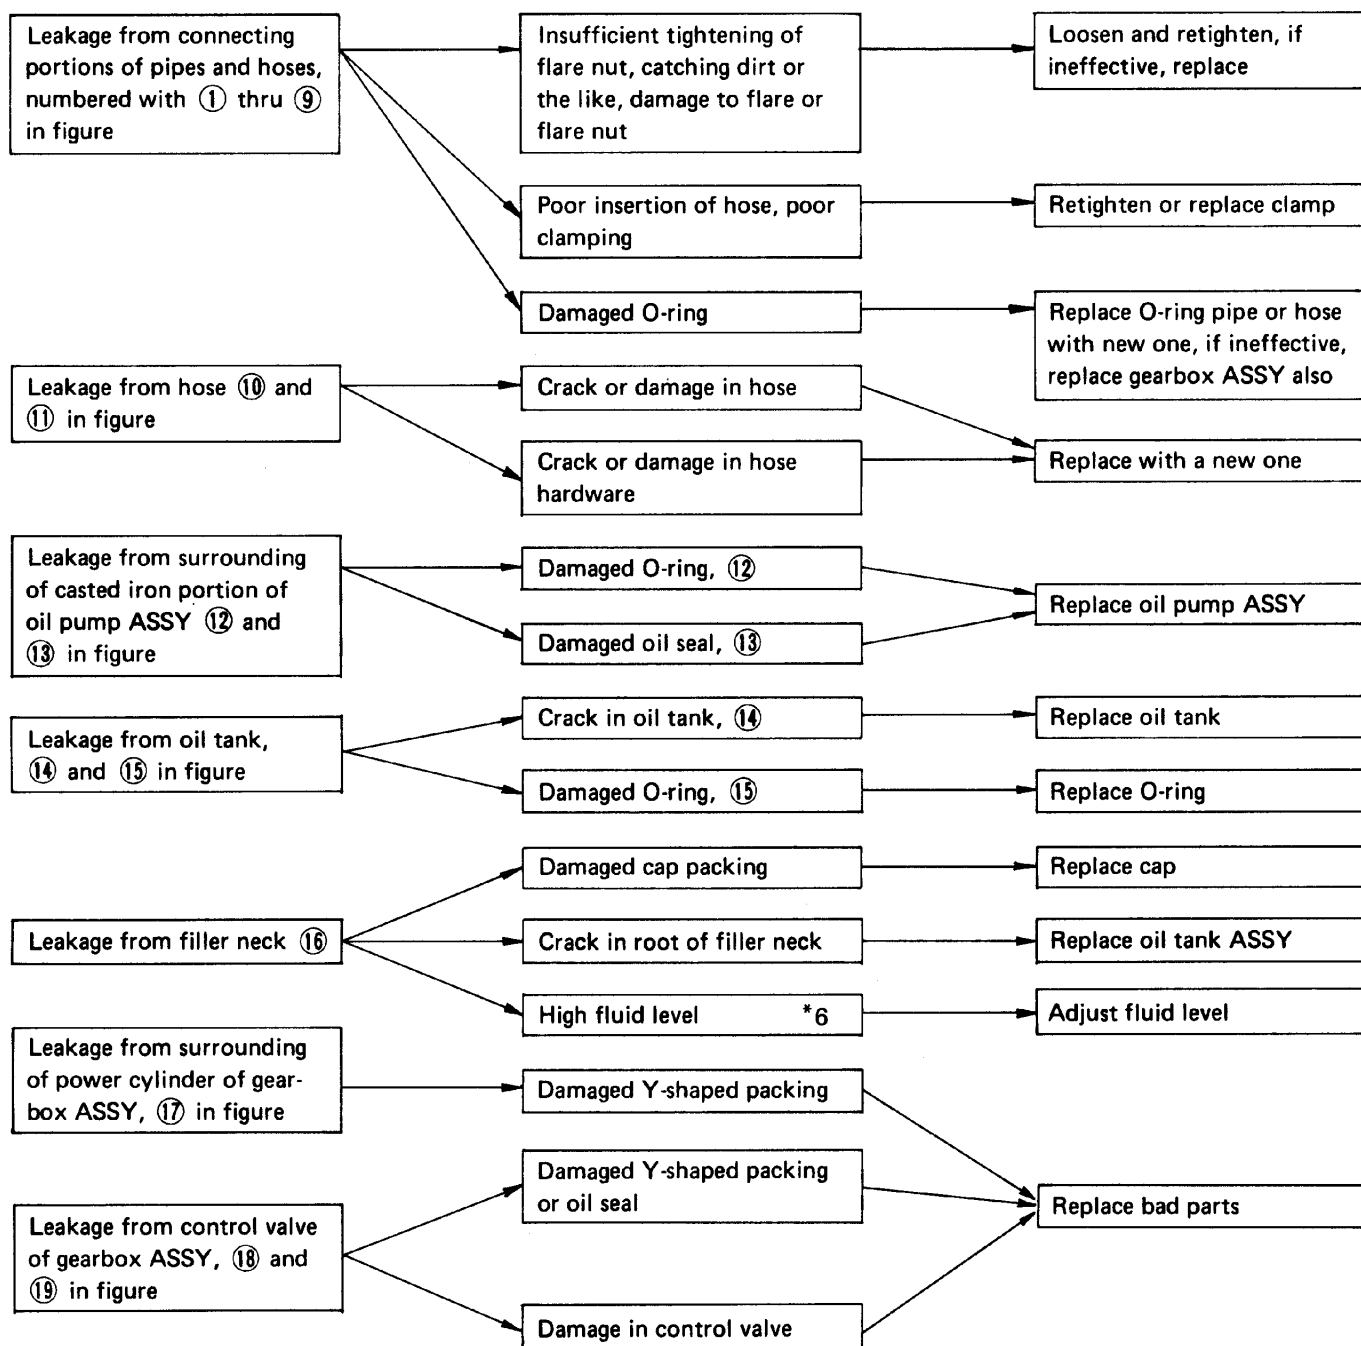 Leakage from connecting
portions of pipes and hoses,
numbered with ① thru ⑨
in figure
Insufficient tightening of
flare nut, catching dirt or
the like, damage to flare or
flare nut
Loosen and retighten, if
ineffective, replace
Poor insertion of hose, poor
clamping
Retighten or replace clamp
Damaged O-ring
Replace O-ring pipe or hose
with new one, if ineffective,
replace gearbox ASSY also
Leakage from hose ⑩ and
⑪ in figure
Crack or damage in hose
Crack or damage in hose
hardware
Replace with a new one
Leakage from surrounding
of casted iron portion of
oil pump ASSY ⑫ and
⑬ in figure
Damaged O-ring, ⑫
Damaged oil seal, ⑬
Replace oil pump ASSY
Leakage from oil tank,
⑭ and ⑮ in figure
Crack in oil tank, ⑭
Replace oil tank
Damaged O-ring, ⑮
Replace O-ring
Leakage from filler neck ⑯
Damaged cap packing
Replace cap
Crack in root of filler neck
Replace oil tank ASSY
High fluid level *6
Adjust fluid level
Leakage from surrounding
of power cylinder of gear-
box ASSY, ⑰ in figure
Damaged Y-shaped packing
Leakage from control valve
of gearbox ASSY, ⑱ and
⑲ in figure
Damaged Y-shaped packing
or oil seal
Damage in control valve
Replace bad parts